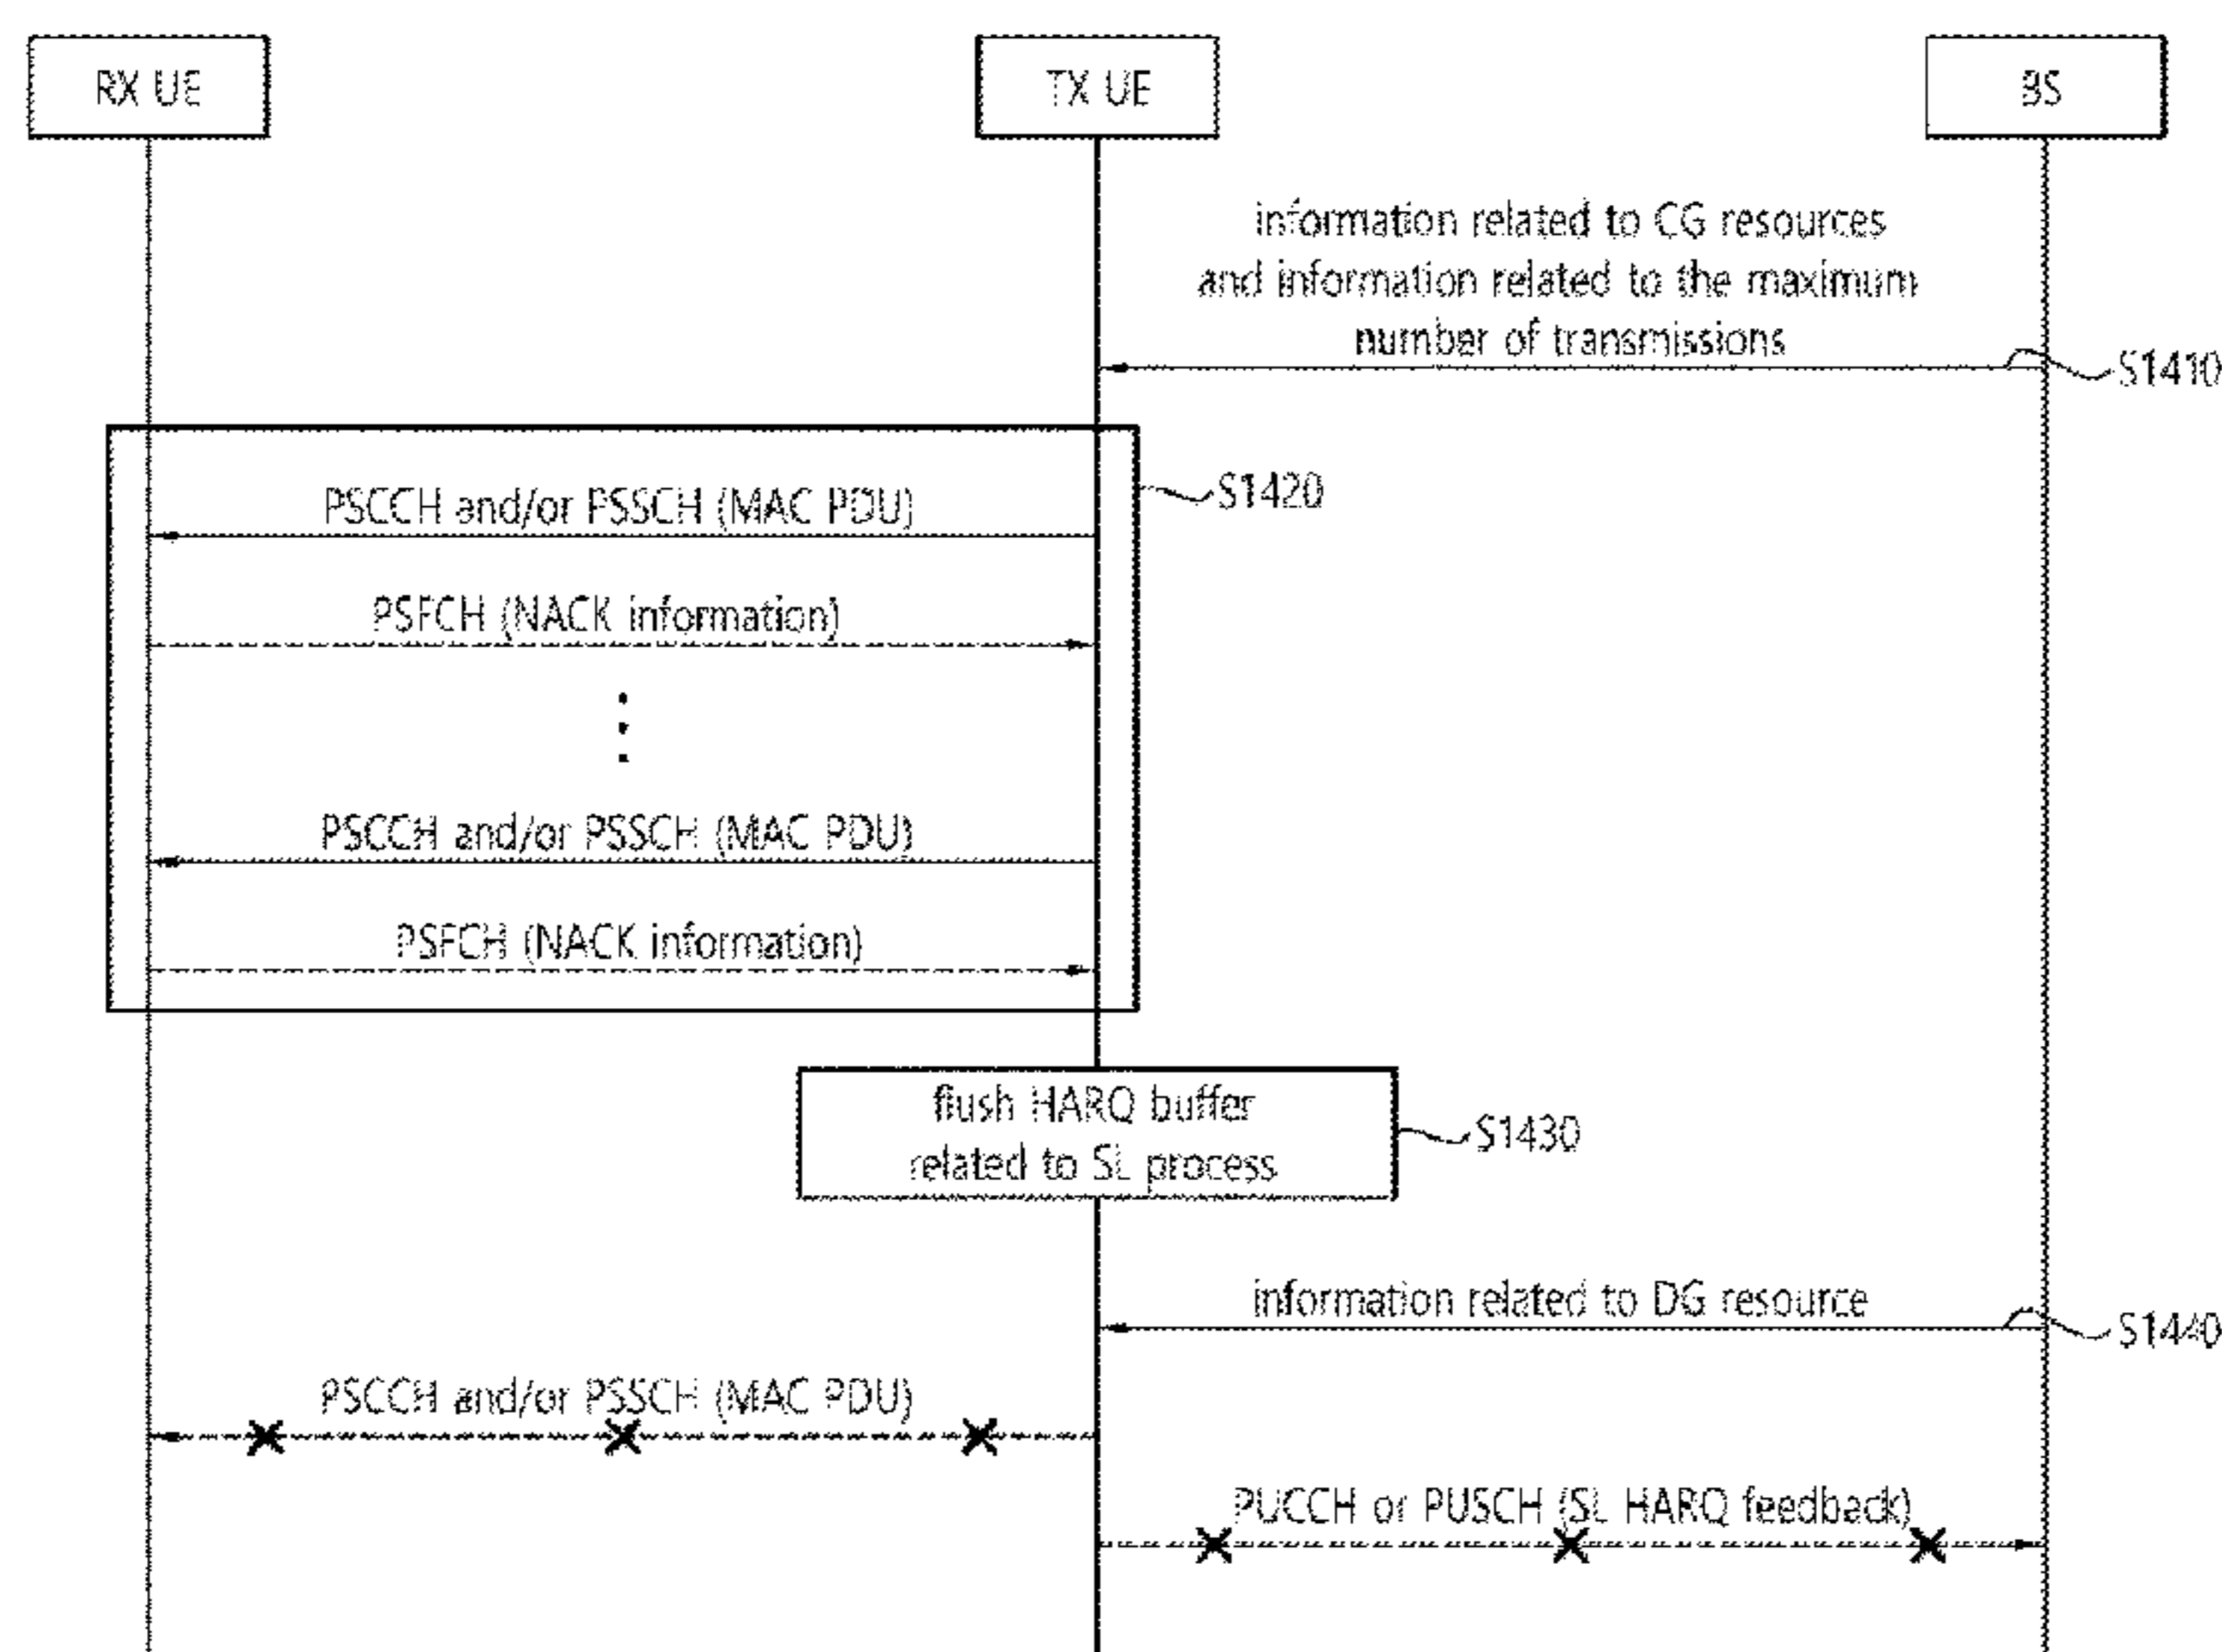 RX UE
TX UE
BS
information related to CG resources
and information related to the maximum
number of transmissions
S1410
S1420
PSCCH and/or PSSCH (MAC PDU)
PSFCH (NACK information)
PSCCH and/or PSSCH (MAC PDU)
PSFCH (NACK information)
flush HARQ buffer
related to SL process
S1430
information related to DG resource
S1440
PSCCH and/or PSSCH (MAC PDU)
PUCCH or PUSCH (SL HARQ feedback)